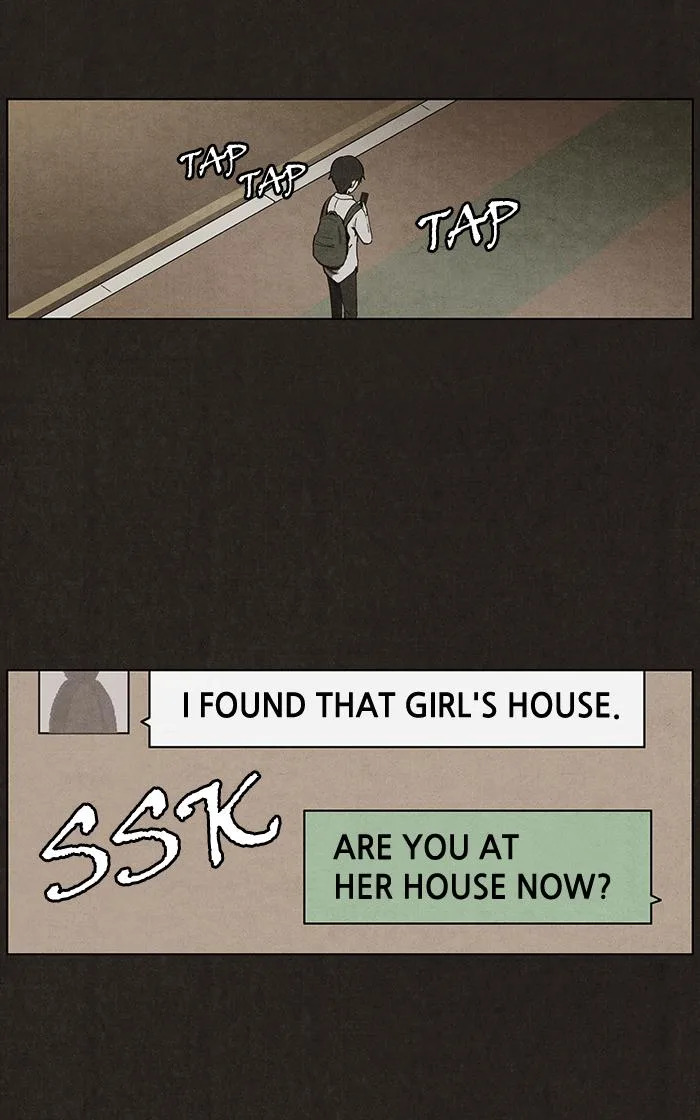 TAP
TAP
TAP
I FOUND THAT GIRL'S HOUSE.
SSK
ARE YOU AT
HER HOUSE NOW?